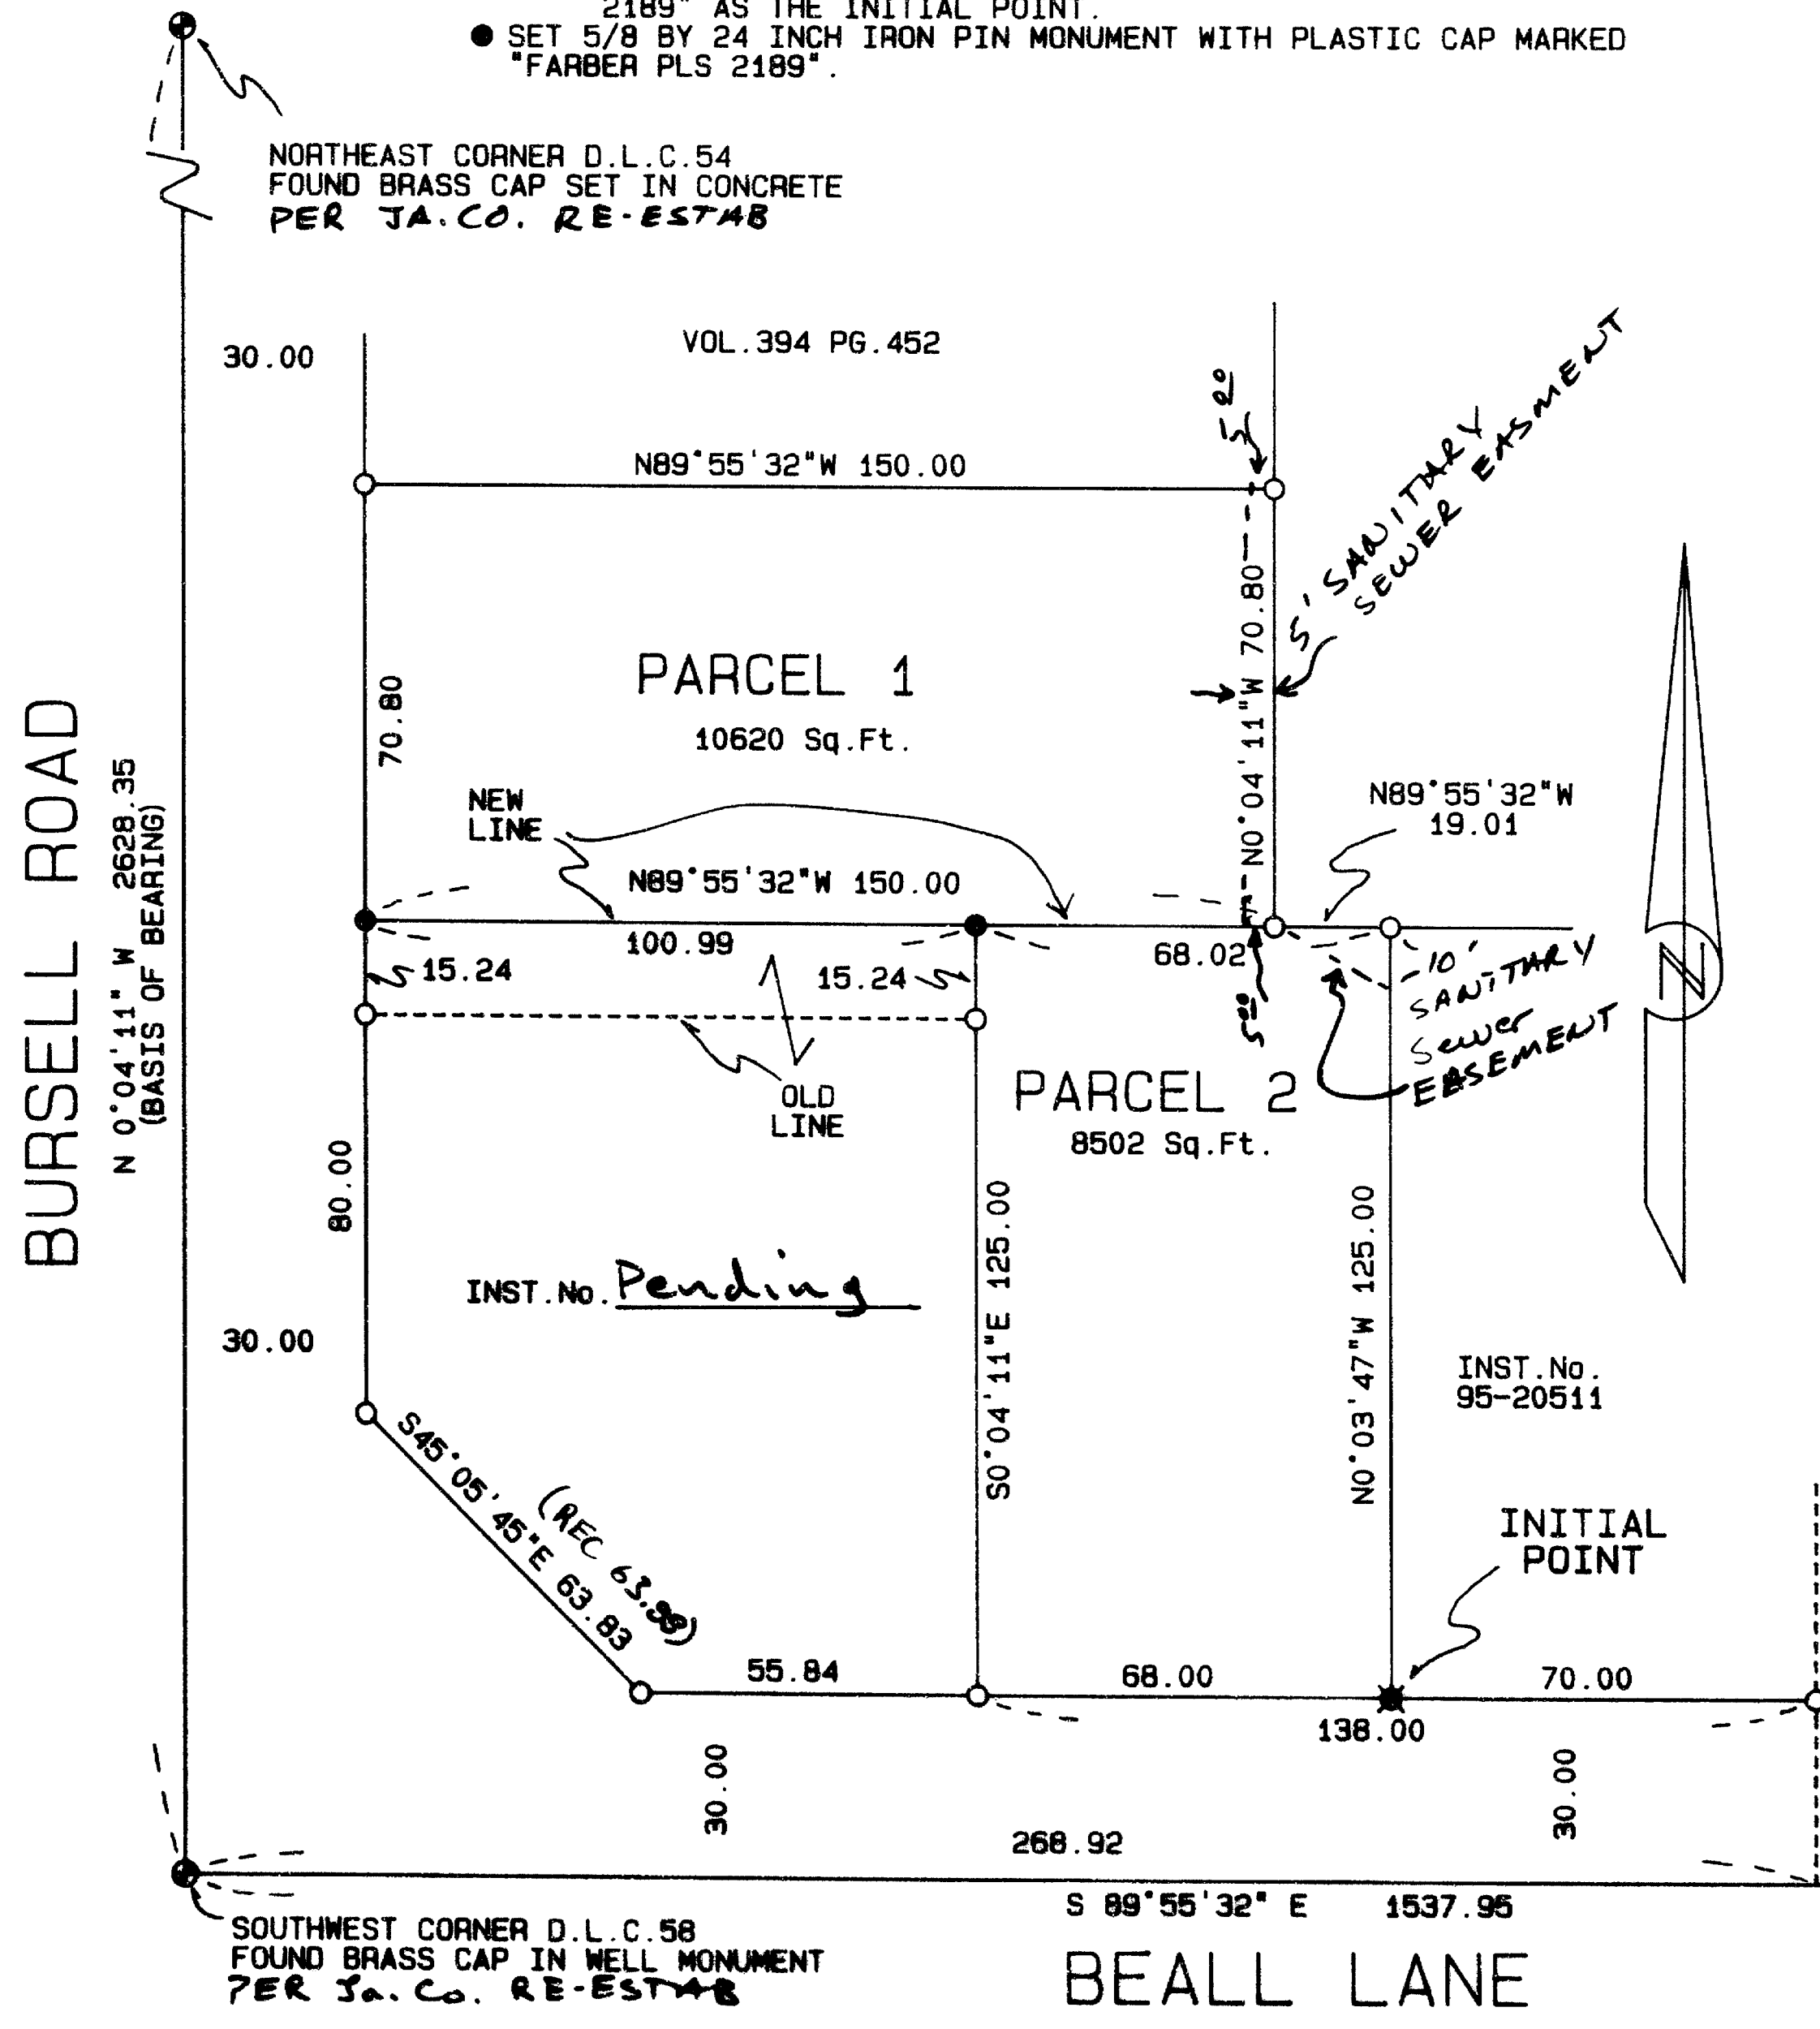 2189" AS THE INITIAL POINT.
● SET 5/8 BY 24 INCH IRON PIN MONUMENT WITH PLASTIC CAP MARKED
"FARBER PLS 2189".
NORTHEAST CORNER D.L.C.54
FOUND BRASS CAP SET IN CONCRETE
PER JA.CO. RE-ESTAB
30.00
VOL.394 PG.452
5.00
5' SANITARY
SEWER EASMENT
N89°55'32"W 150.00
N0°04'11"W 70.80
PARCEL 1
10620 Sq.Ft.
70.80
BURSELL ROAD
N 0°04'11" W 2628.35
(BASIS OF BEARING)
NEW
LINE
N89°55'32"W
19.01
N89°55'32"W 150.00
100.99
68.02
15.24
15.24
5.00
10'
SANITARY
Sewer
EASEMENT
OLD
LINE
PARCEL 2
8502 Sq.Ft.
80.00
S0°04'11"E 125.00
N0°03'47"W 125.00
INST.No. Pending
30.00
INST.No.
95-20511
S45°05'45"E 63.83
(REC 63.98)
INITIAL
POINT
55.84
68.00
70.00
138.00
30.00
30.00
268.92
S 89°55'32" E 1537.95
SOUTHWEST CORNER D.L.C.58
FOUND BRASS CAP IN WELL MONUMENT
PER Ja. Co. RE-ESTAB
BEALL LANE
N